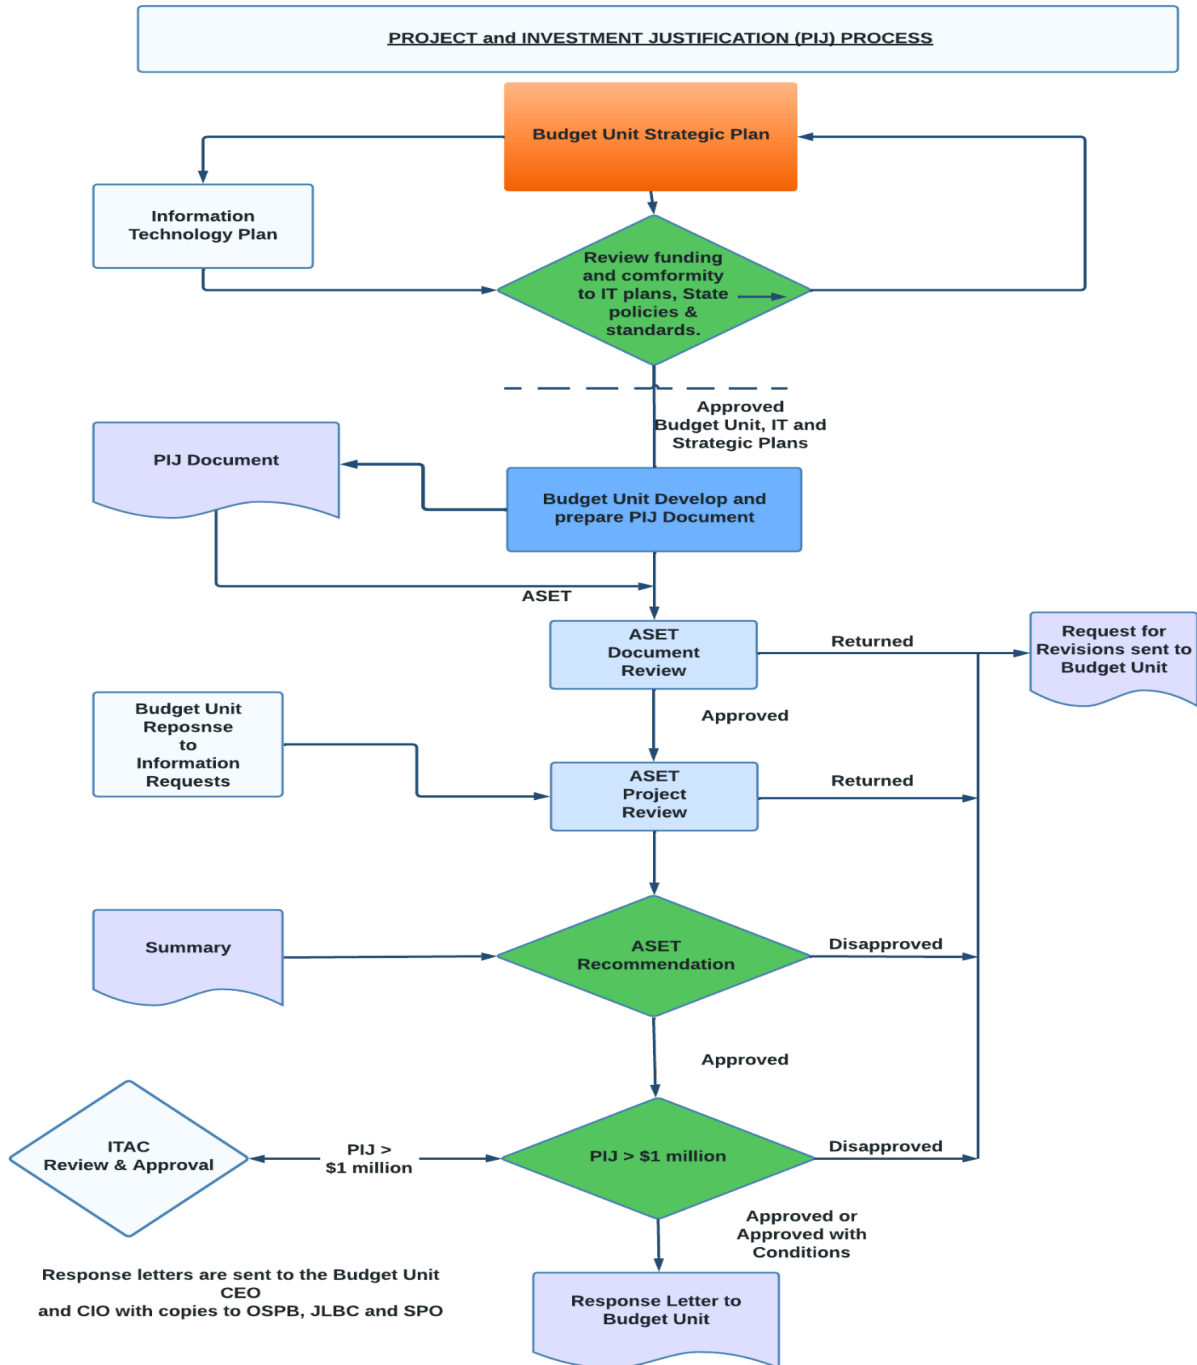 PROJECT and INVESTMENT JUSTIFICATION (PIJ) PROCESS
Budget Unit Strategic Plan
Information
Technology Plan
Review funding
and comformity
to IT plans, State
policies &
standards.
Approved
Budget Unit, IT and
Strategic Plans
PIJ Document
Budget Unit Develop and
prepare PIJ Document
ASET
ASET
Document
Review
Returned
Request for
Revisions sent to
Budget Unit
Approved
Budget Unit
Reposnse
to
Information
Requests
ASET
Project
Review
Returned
Summary
ASET
Recommendation
Disapproved
Approved
ITAC
Review & Approval
PIJ >
$1 million
PIJ > $1 million
Disapproved
Approved or
Approved with
Conditions
Response letters are sent to the Budget Unit
CEO
and CIO with copies to OSPB, JLBC and SPO
Response Letter to
Budget Unit